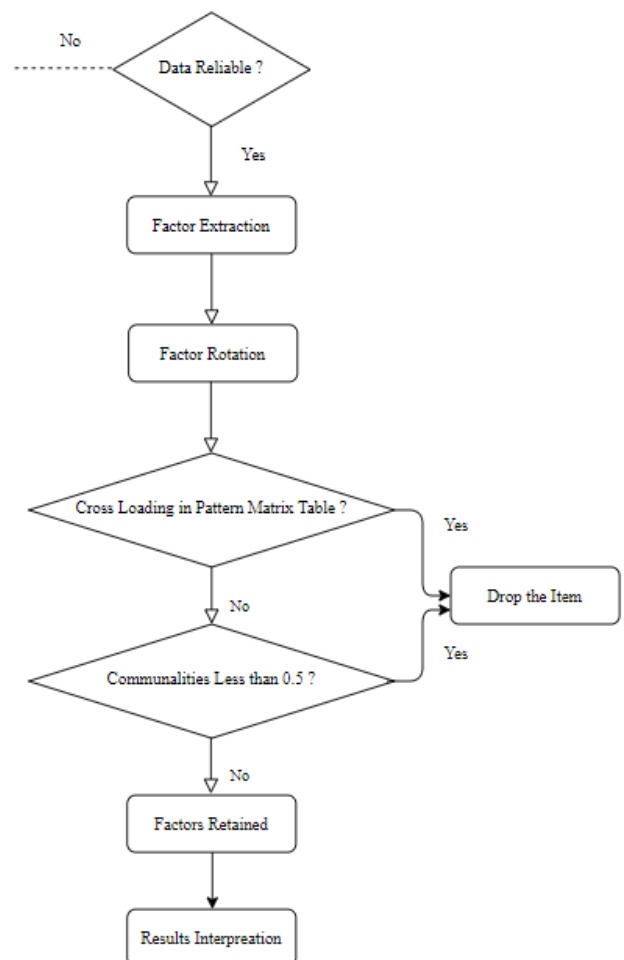 No
Data Reliable ?
Yes
Factor Extraction
Factor Rotation
Cross Loading in Pattern Matrix Table ?
Yes
Drop the Item
No
Yes
Communalities Less than 0.5 ?
No
Factors Retained
Results Interpreation